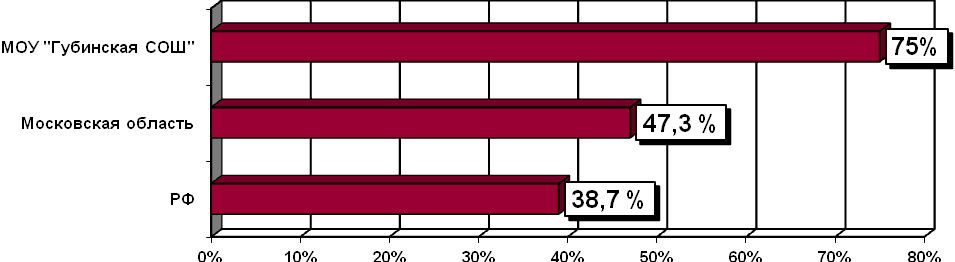 МОУ "Губинская СОШ"
75%
Московская область
47,3 %
РФ
38,7 %
0% 10% 20% 30% 40% 50% 60% 70% 80%